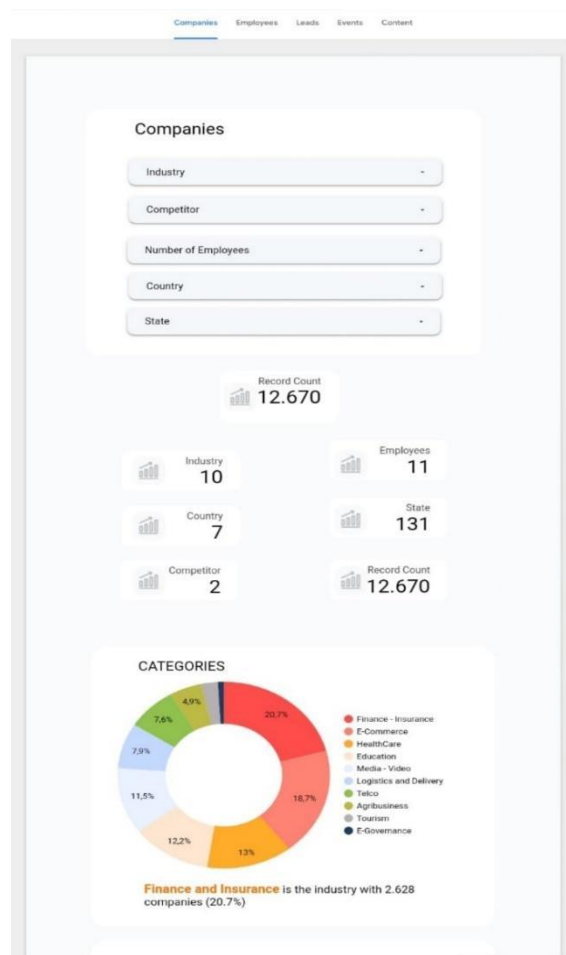 Companies Employees Leads Events Content
Companies
Industry
Competitor
Number of Employees
Country
State
Record Count
12.670
Industry
10
Employees
11
Country
7
State
131
Competitor
2
Record Count
12.670
CATEGORIES
20,7%
18,7%
13%
12,2%
11,5%
7,9%
7,6%
4,9%
Finance - Insurance
E-Commerce
HealthCare
Education
Media - Video
Logistics and Delivery
Telco
Agribusiness
Tourism
E-Governance
Finance and Insurance is the industry with 2.628
companies (20.7%)